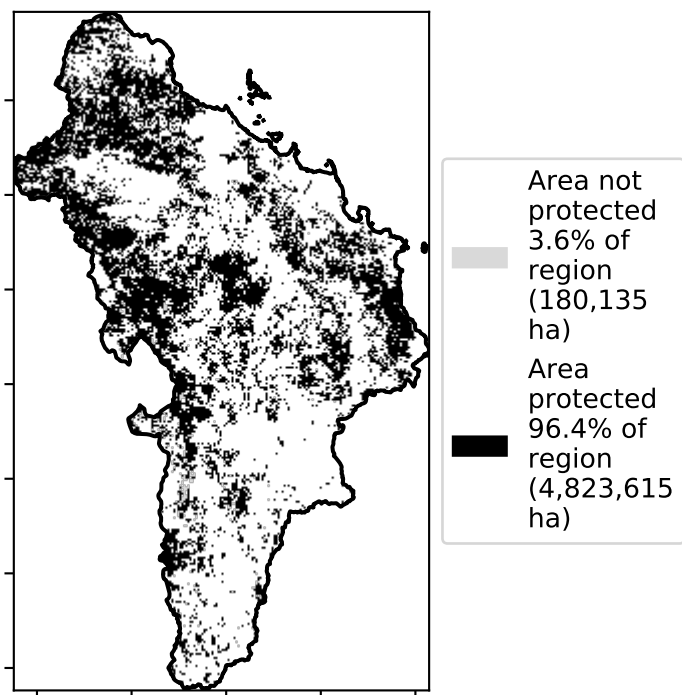 Area not
protected
3.6% of
region
(180,135
ha)
Area
protected
96.4% of
region
(4,823,615
ha)